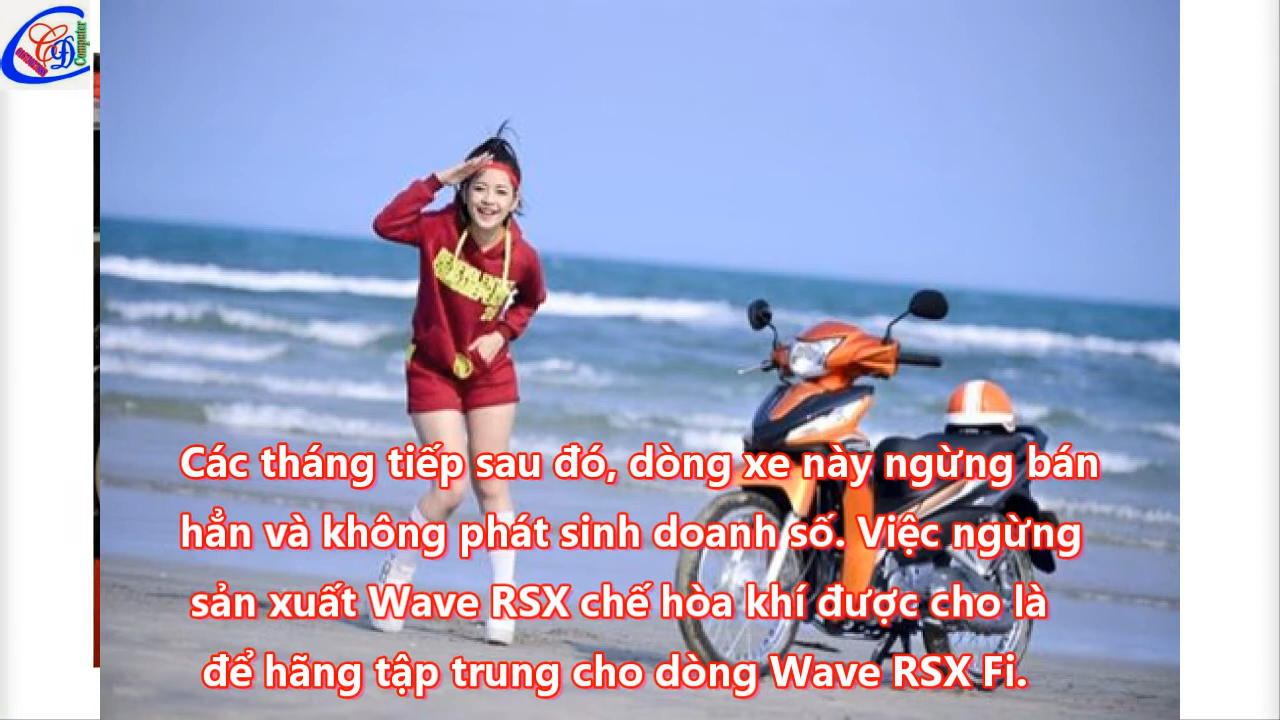 CĐ
Computer
Các tháng tiếp sau đó, dòng xe này ngừng bán
hẳn và không phát sinh doanh số. Việc ngừng
sản xuất Wave RSX chế hòa khí được cho là
để hãng tập trung cho dòng Wave RSX Fi.